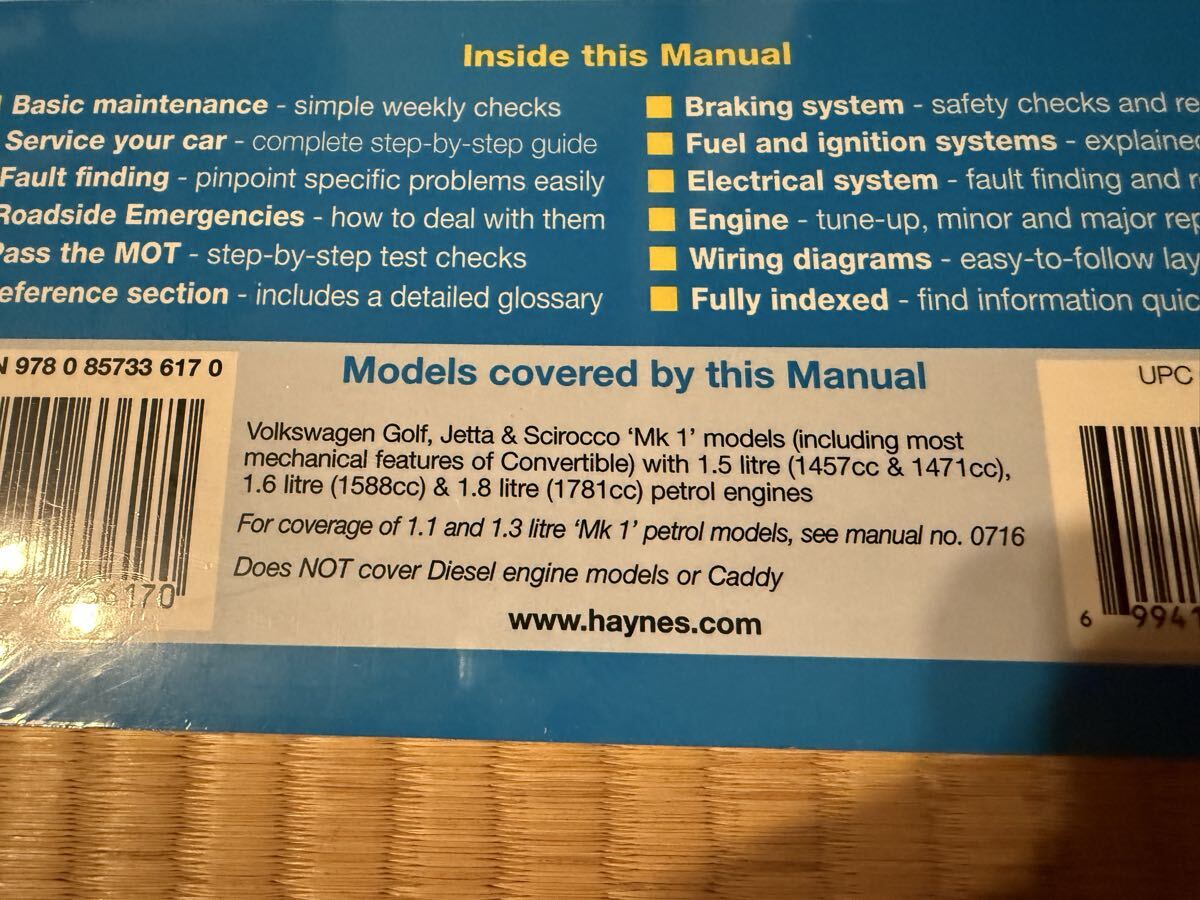 Inside this Manual
Basic maintenance - simple weekly checks
Service your car - complete step-by-step guide
Fault finding - pinpoint specific problems easily
Roadside Emergencies - how to deal with them
Pass the MOT - step-by-step test checks
eference section - includes a detailed glossary
Braking system - safety checks and re
Fuel and ignition systems - explained
Electrical system - fault finding and r
Engine - tune-up, minor and major rep
Wiring diagrams - easy-to-follow lay
Fully indexed - find information quic
N 978 0 85733 617 0
Models covered by this Manual
Volkswagen Golf, Jetta & Scirocco ‘Mk 1’ models (including most
mechanical features of Convertible) with 1.5 litre (1457cc & 1471cc),
1.6 litre (1588cc) & 1.8 litre (1781cc) petrol engines
For coverage of 1.1 and 1.3 litre ‘Mk 1’ petrol models, see manual no. 0716
Does NOT cover Diesel engine models or Caddy
www.haynes.com
UPC
6 9941